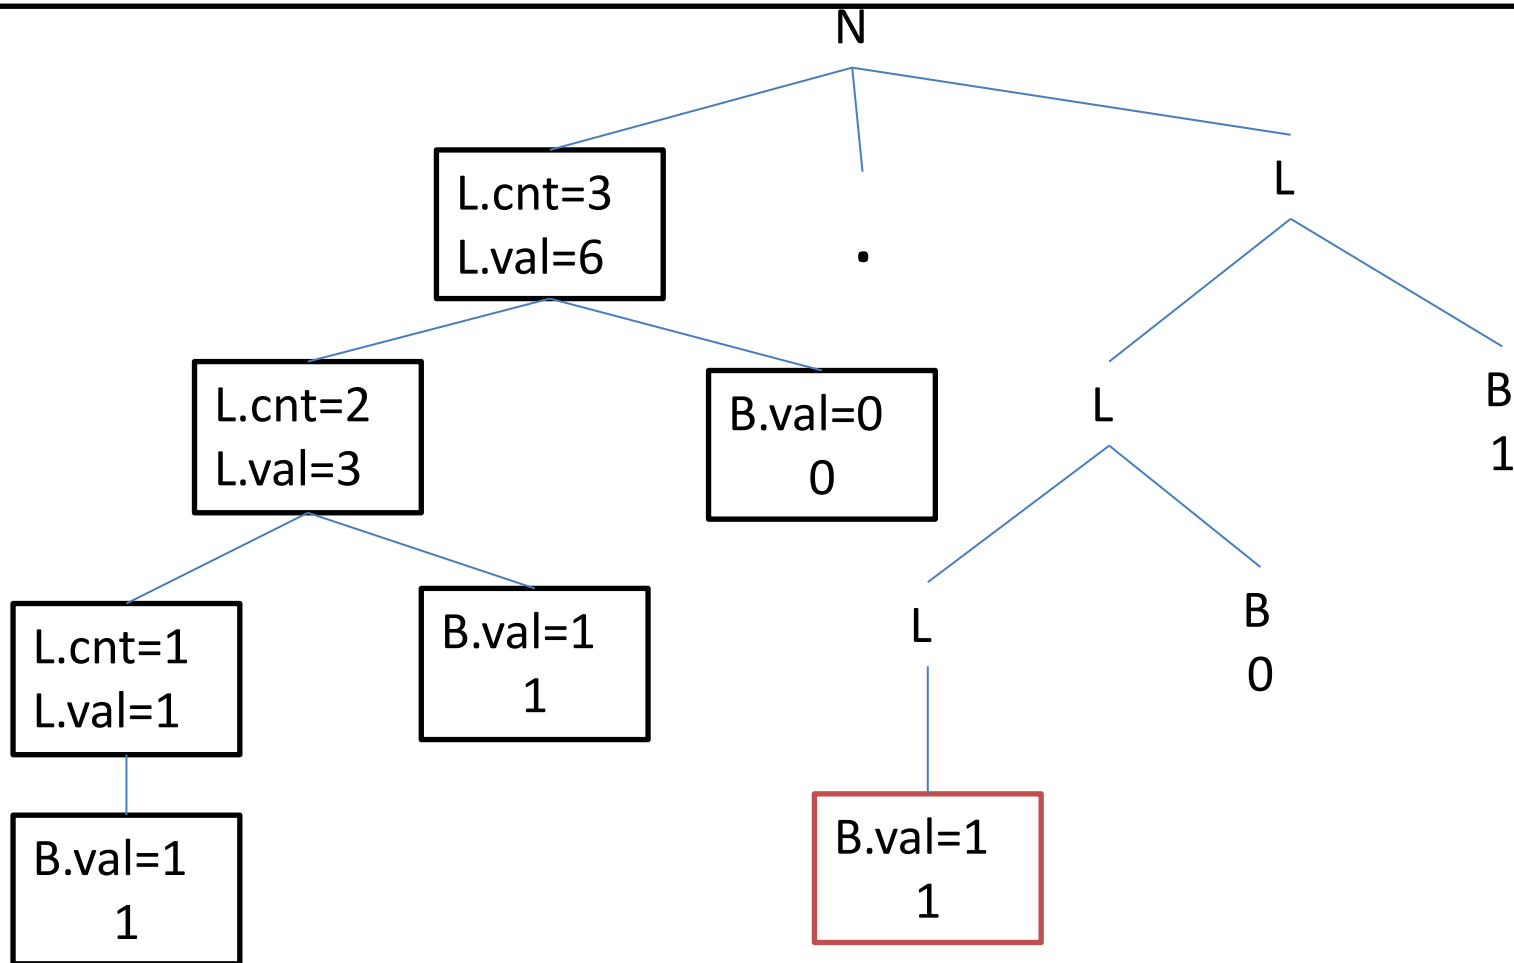 N
L.cnt=3
L.val=6
.
L
L.cnt=2
L.val=3
B.val=0
0
L
B
1
L.cnt=1
L.val=1
B.val=1
1
L
B
0
B.val=1
1
B.val=1
1